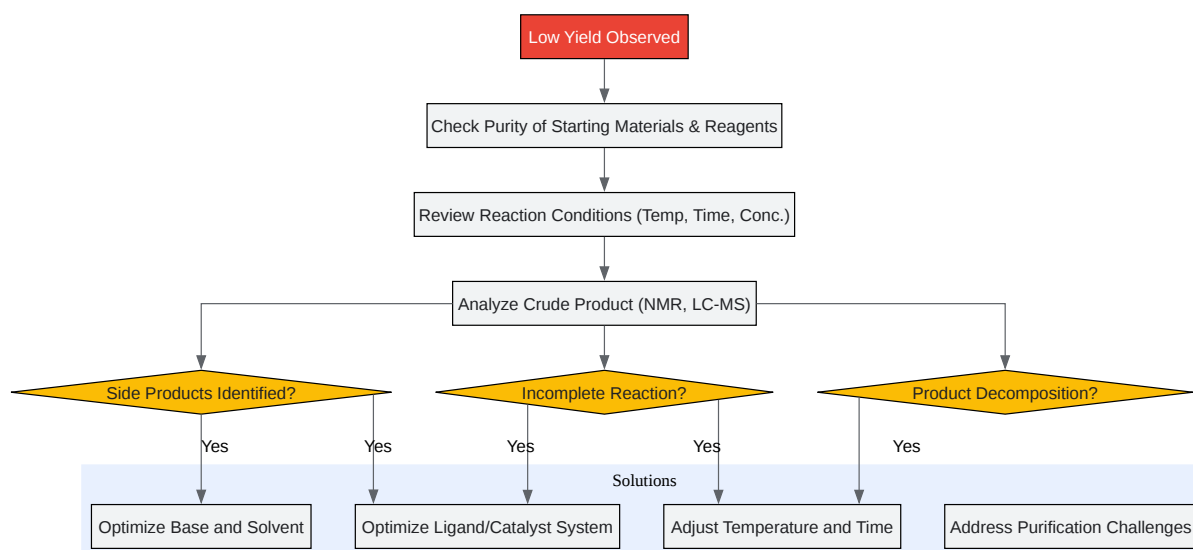 Low Yield Observed
Check Purity of Starting Materials & Reagents
Review Reaction Conditions (Temp, Time, Conc.)
Analyze Crude Product (NMR, LC-MS)
Side Products Identified?
Incomplete Reaction?
Product Decomposition?
Yes
Yes
Yes
Yes
Yes
Solutions
Optimize Base and Solvent
Optimize Ligand/Catalyst System
Adjust Temperature and Time
Address Purification Challenges